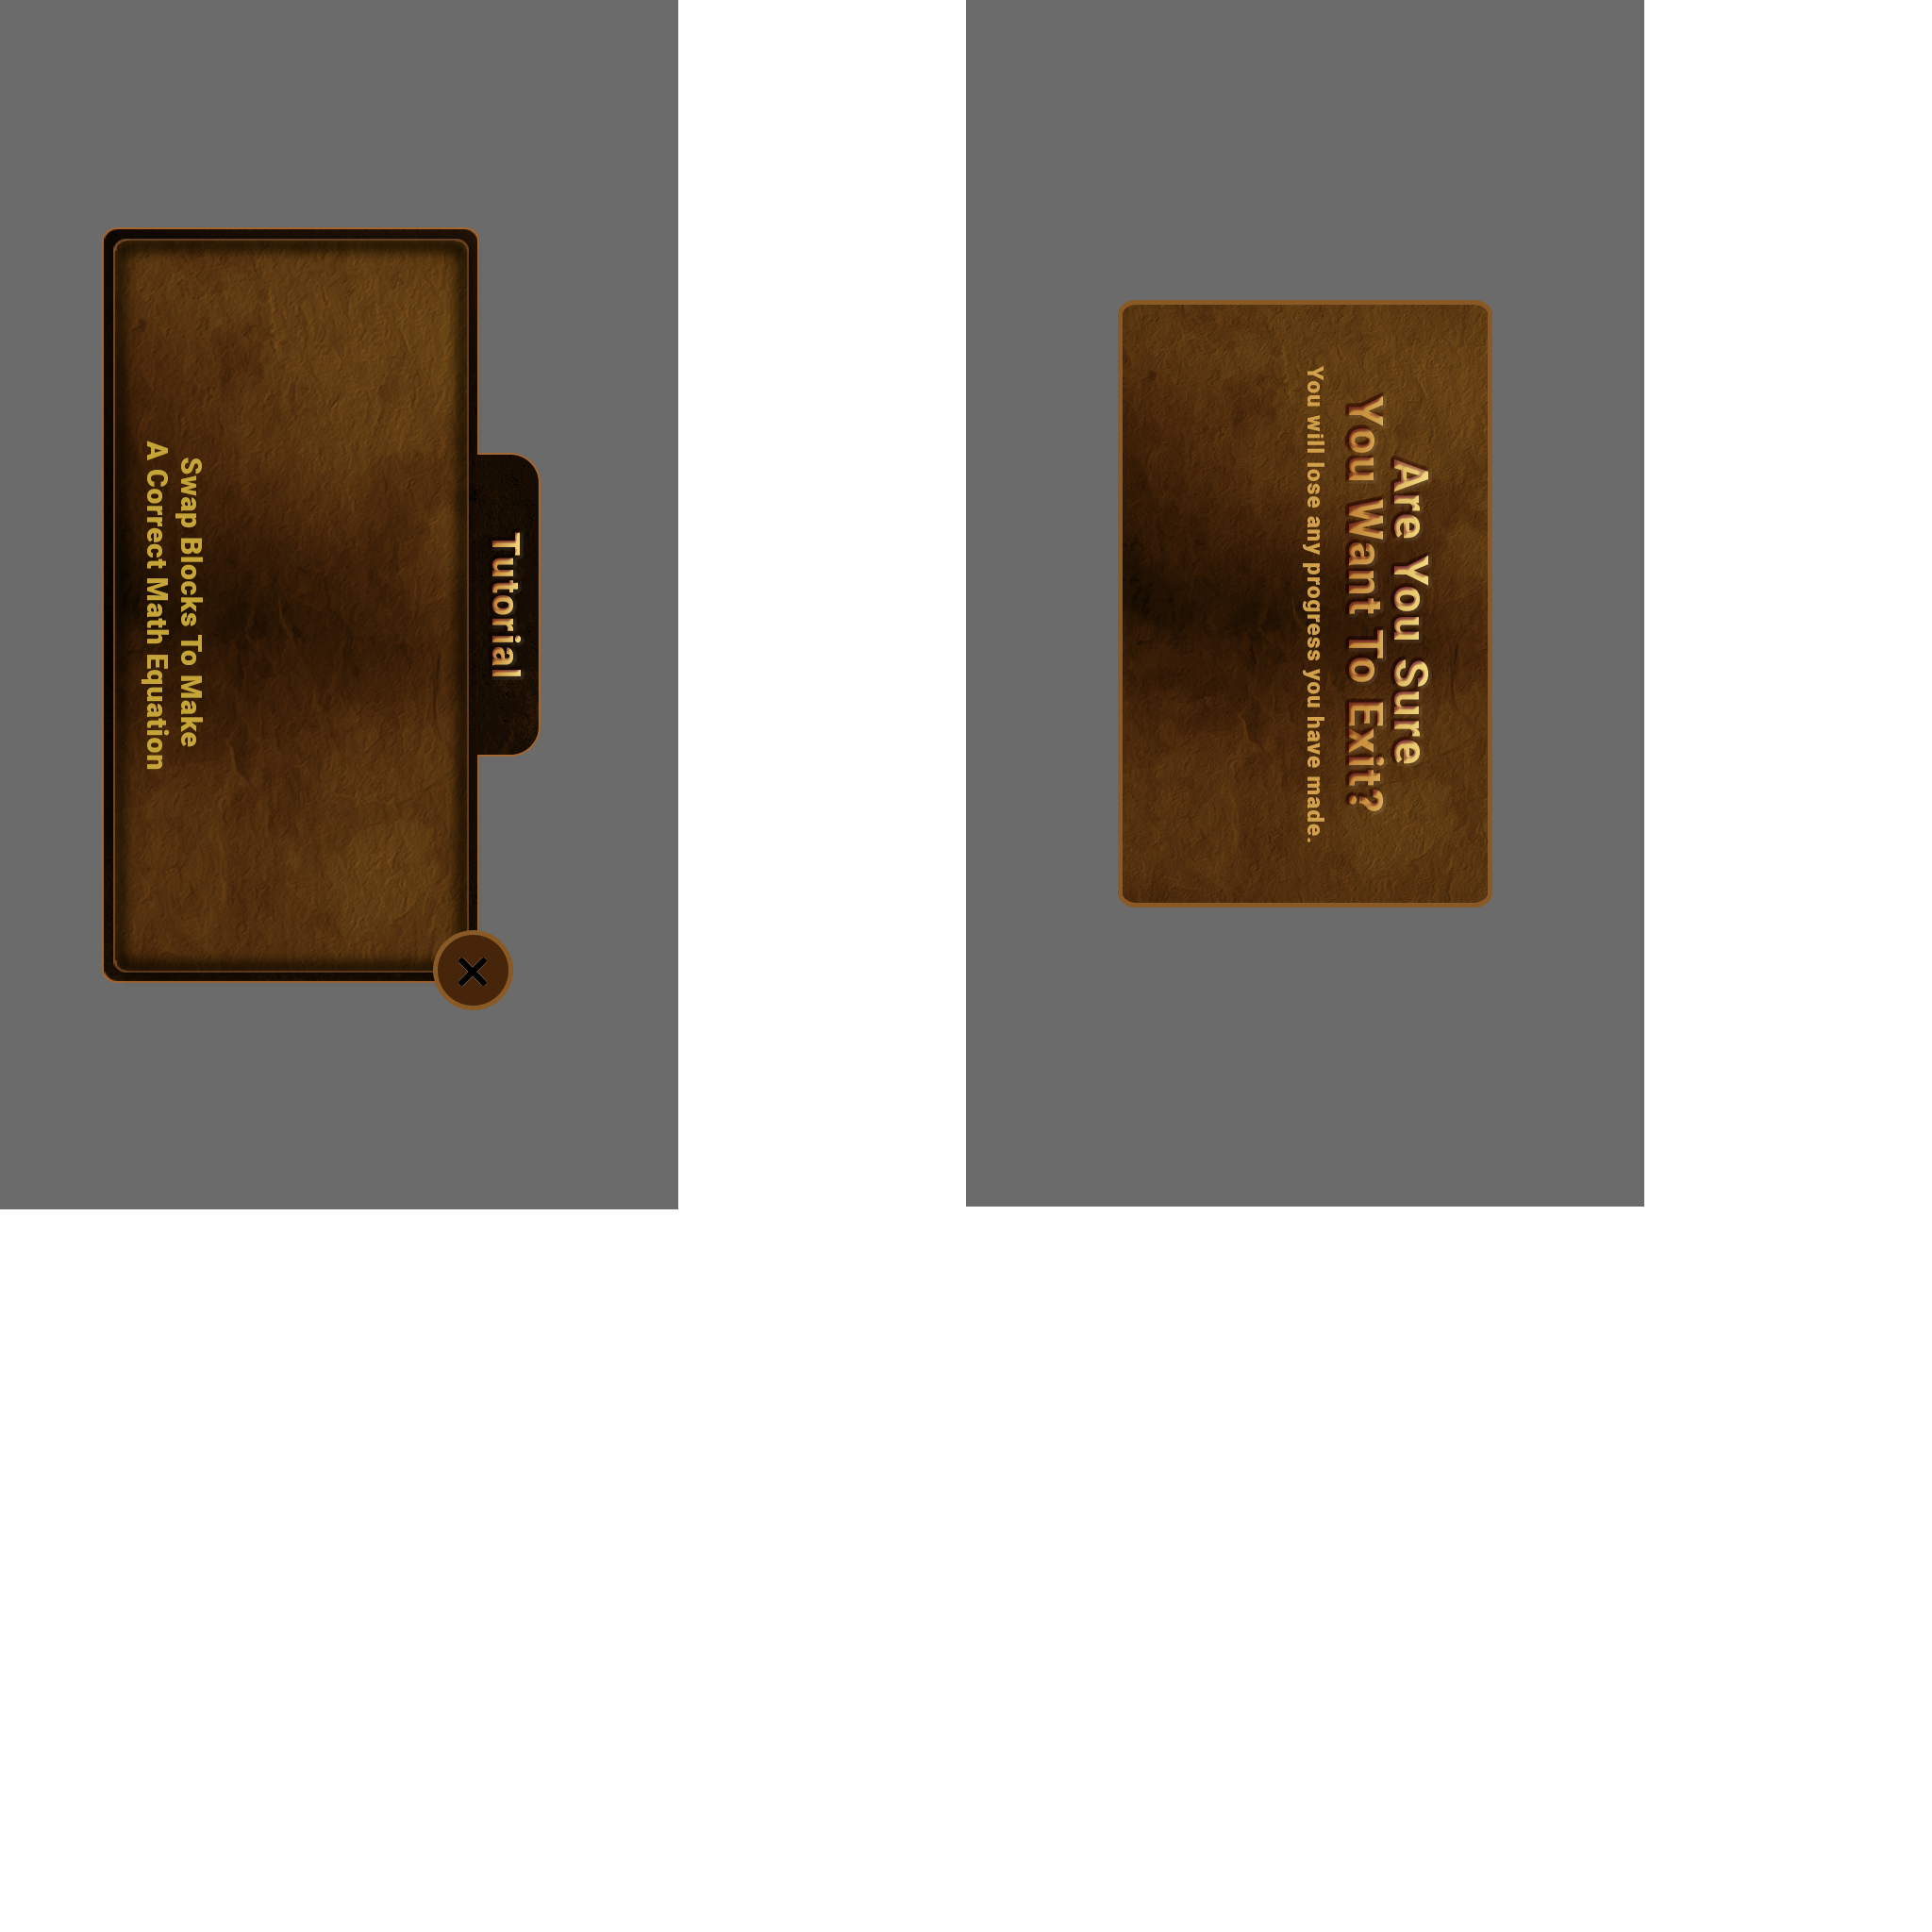 Tutorial
Swap Blocks To Make
A Correct Math Equation
Are You Sure
You Want To Exit?
You will lose any progress you have made.